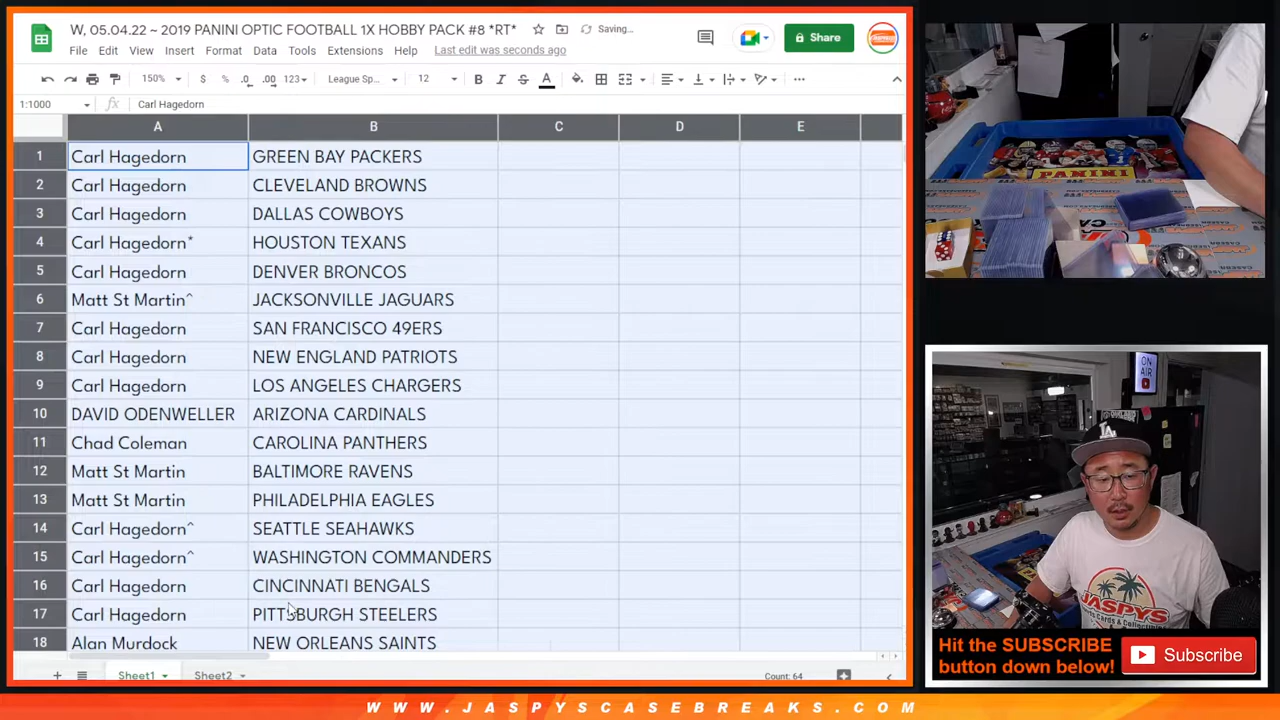 W, 05.04.22 ~ 2019 PANINI OPTIC FOOTBALL 1X HOBBY PACK #8 *RT*
Saving...
File Edit View Insert Format Data Tools Extensions Help Last edit was seconds ago
Share
150% $ % .0 .00 123 League Sp... 12 B I S A
1:1000 fx Carl Hagedorn
A B C D E
1 Carl Hagedorn GREEN BAY PACKERS
2 Carl Hagedorn CLEVELAND BROWNS
3 Carl Hagedorn DALLAS COWBOYS
4 Carl Hagedorn* HOUSTON TEXANS
5 Carl Hagedorn DENVER BRONCOS
6 Matt St Martin^ JACKSONVILLE JAGUARS
7 Carl Hagedorn SAN FRANCISCO 49ERS
8 Carl Hagedorn NEW ENGLAND PATRIOTS
9 Carl Hagedorn LOS ANGELES CHARGERS
10 DAVID ODENWELLER ARIZONA CARDINALS
11 Chad Coleman CAROLINA PANTHERS
12 Matt St Martin BALTIMORE RAVENS
13 Matt St Martin PHILADELPHIA EAGLES
14 Carl Hagedorn^ SEATTLE SEAHAWKS
15 Carl Hagedorn^ WASHINGTON COMMANDERS
16 Carl Hagedorn CINCINNATI BENGALS
17 Carl Hagedorn PITTSBURGH STEELERS
18 Alan Murdock NEW ORLEANS SAINTS
Sheet1 Sheet2 Count: 64
PANINI
ON AIR
LA
JASPYS
Hit the SUBSCRIBE
button down below!
Subscribe
WWW.JASPYSCASEBREAKS.COM